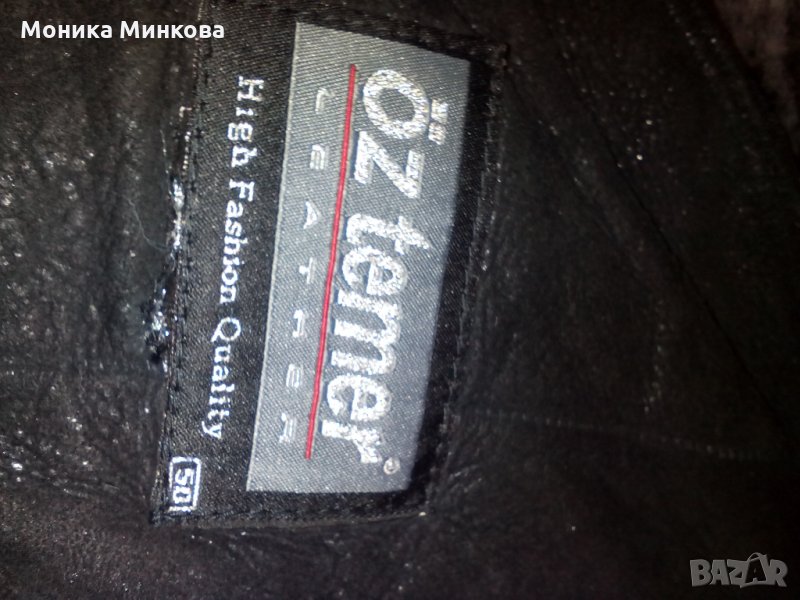 Моника Минкова
Öz temer®
LEATHER
High Fashion Quality
50
BAZAR